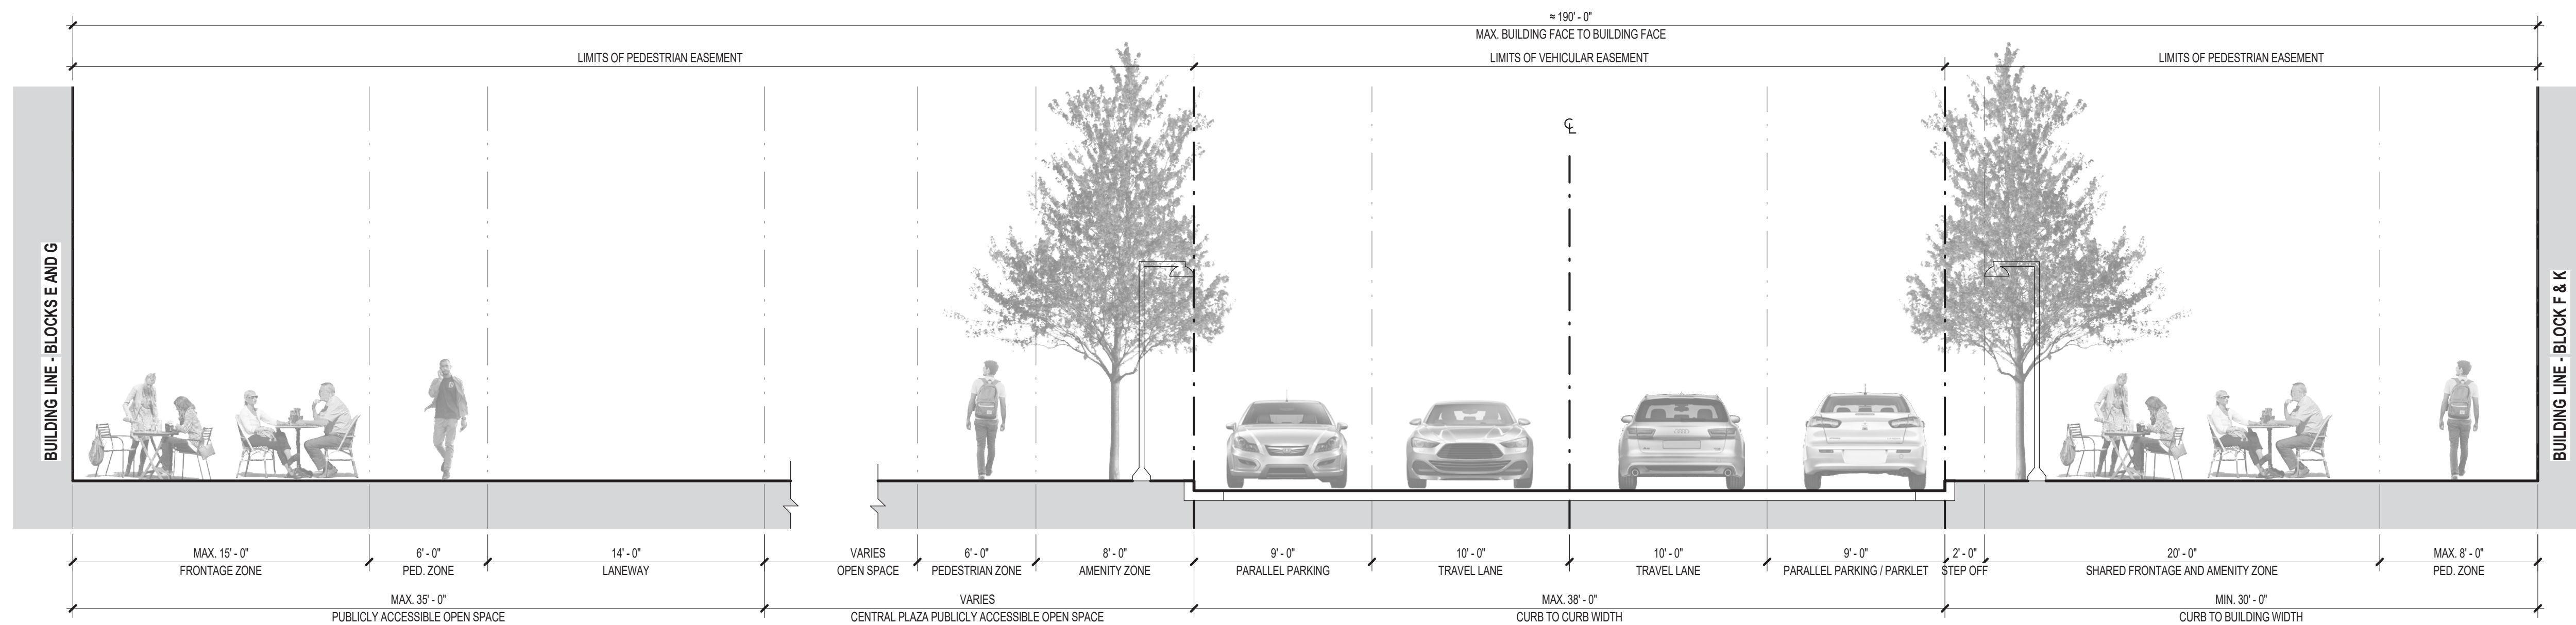 ≈ 190' - 0"
MAX. BUILDING FACE TO BUILDING FACE
LIMITS OF PEDESTRIAN EASEMENT
LIMITS OF VEHICULAR EASEMENT
LIMITS OF PEDESTRIAN EASEMENT
℄
BUILDING LINE - BLOCKS E AND G
BUILDING LINE - BLOCK F & K
MAX. 15' - 0"
FRONTAGE ZONE
6' - 0"
PED. ZONE
14' - 0"
LANEWAY
VARIES
OPEN SPACE
6' - 0"
PEDESTRIAN ZONE
8' - 0"
AMENITY ZONE
9' - 0"
PARALLEL PARKING
10' - 0"
TRAVEL LANE
10' - 0"
TRAVEL LANE
9' - 0"
PARALLEL PARKING / PARKLET
2' - 0"
STEP OFF
20' - 0"
SHARED FRONTAGE AND AMENITY ZONE
MAX. 8' - 0"
PED. ZONE
MAX. 35' - 0"
PUBLICLY ACCESSIBLE OPEN SPACE
VARIES
CENTRAL PLAZA PUBLICLY ACCESSIBLE OPEN SPACE
MAX. 38' - 0"
CURB TO CURB WIDTH
MIN. 30' - 0"
CURB TO BUILDING WIDTH